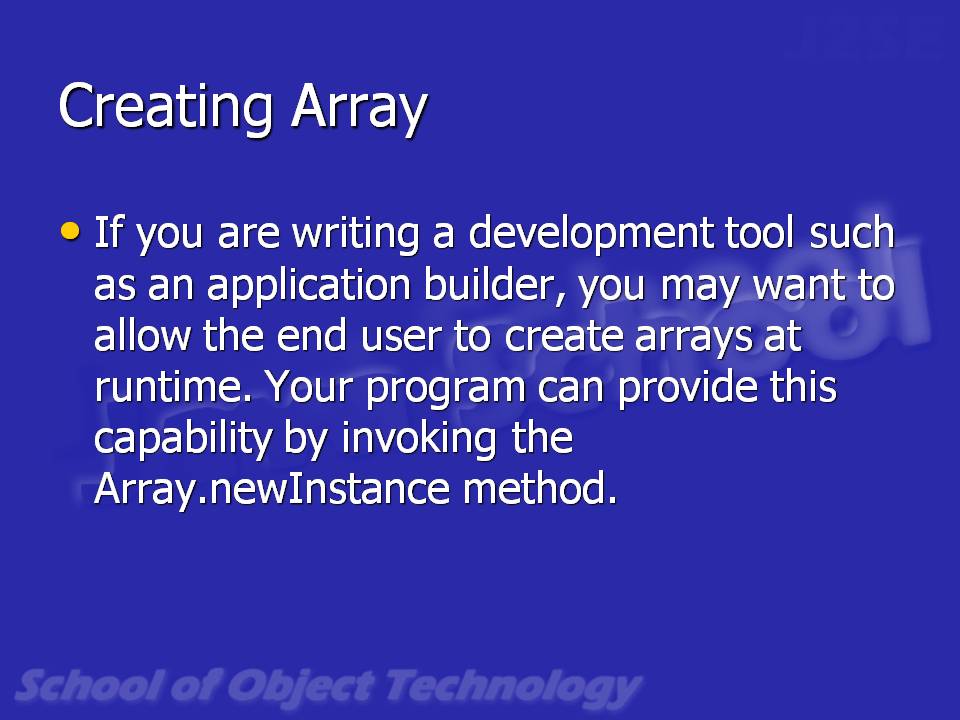 J2SE
Creating Array
• If you are writing a development tool such
as an application builder, you may want to
allow the end user to create arrays at
runtime. Your program can provide this
capability by invoking the
Array.newInstance method.
School
School of Object Technology